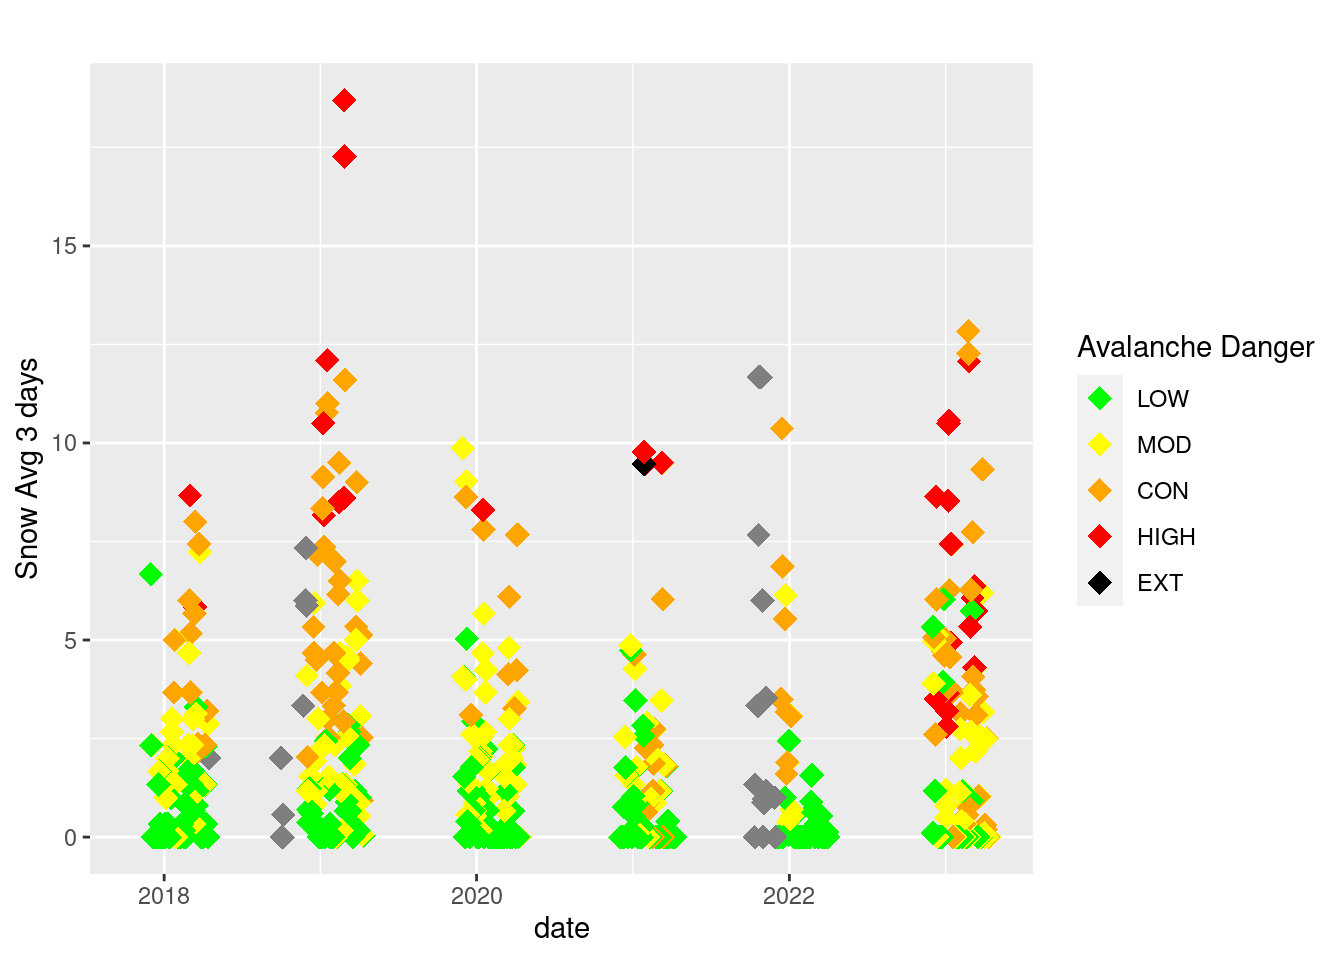 Snow Avg 3 days
15
10
5
0
2018
2020
2022
date
Avalanche Danger
LOW
MOD
CON
HIGH
EXT